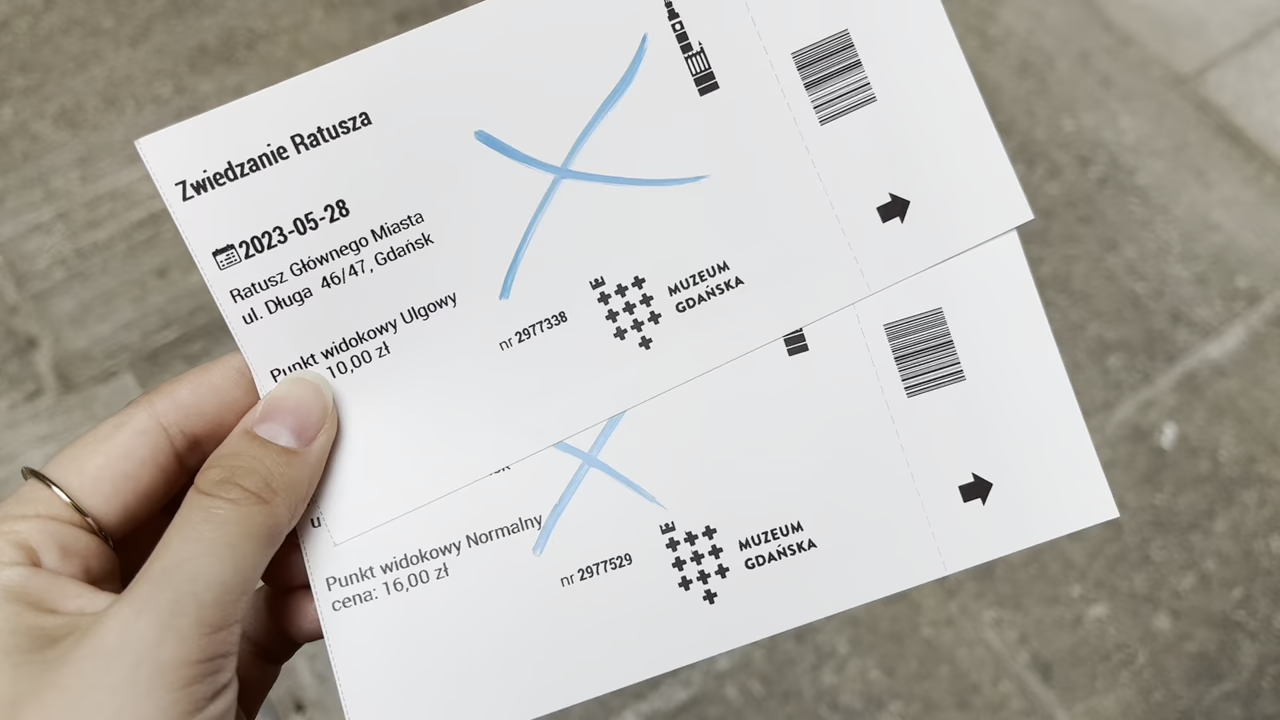 Zwiedzanie Ratusza
2023-05-28
Ratusz Głównego Miasta
ul. Długa 46/47, Gdańsk
Punkt widokowy Ulgowy
10,00 zł
nr 2977338
MUZEUM
GDAŃSKA
Punkt widokowy Normalny
cena: 16,00 zł
nr 2977529
MUZEUM
GDAŃSKA